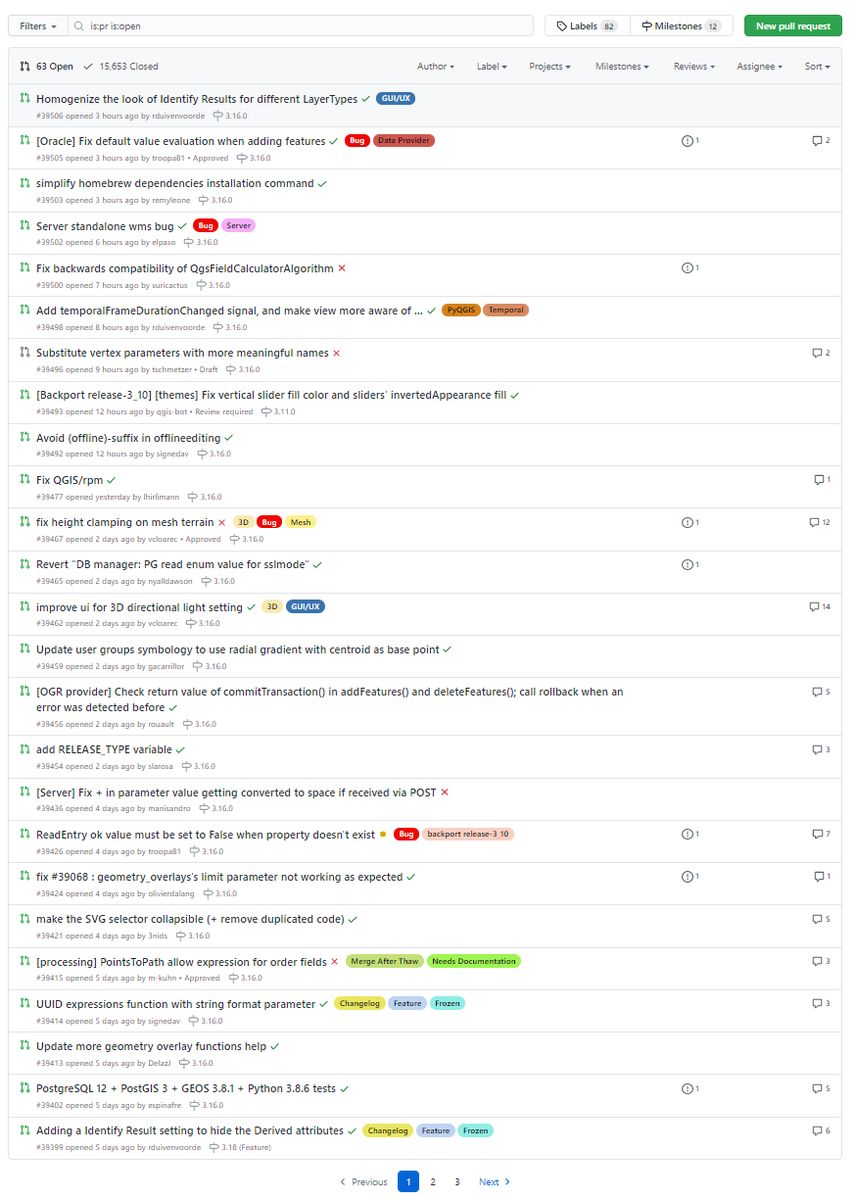 Filters is:pr is:open Labels 82 Milestones 12 New pull request
63 Open 15,653 Closed Author Label Projects Milestones Reviews Assignee Sort
Homogenize the look of Identify Results for different LayerTypes GUI/UX
#39506 opened 3 hours ago by rduivenvoorde 3.16.0
[Oracle] Fix default value evaluation when adding features Bug Data Provider 1 2
#39505 opened 3 hours ago by troopa81 • Approved 3.16.0
simplify homebrew dependencies installation command
#39503 opened 3 hours ago by remyleone 3.16.0
Server standalone wms bug Bug Server
#39502 opened 6 hours ago by elpaso 3.16.0
Fix backwards compatibility of QgsFieldCalculatorAlgorithm 1
#39500 opened 7 hours ago by suricactus 3.16.0
Add temporalFrameDurationChanged signal, and make view more aware of ... PyQGIS Temporal
#39498 opened 8 hours ago by rduivenvoorde 3.16.0
Substitute vertex parameters with more meaningful names 2
#39496 opened 9 hours ago by tschmetzer • Draft 3.16.0
[Backport release-3_10] [themes] Fix vertical slider fill color and sliders' invertedAppearance fill
#39493 opened 12 hours ago by qgis-bot • Review required 3.11.0
Avoid (offline)-suffix in offlineediting
#39492 opened 12 hours ago by signedav 3.16.0
Fix QGIS/rpm 1
#39477 opened yesterday by lhirlimann 3.16.0
fix height clamping on mesh terrain 3D Bug Mesh 1 12
#39467 opened 2 days ago by vcloarec • Approved 3.16.0
Revert "DB manager: PG read enum value for sslmode" 1
#39465 opened 2 days ago by nyalldawson 3.16.0
improve ui for 3D directional light setting 3D GUI/UX 14
#39462 opened 2 days ago by vcloarec 3.16.0
Update user groups symbology to use radial gradient with centroid as base point
#39459 opened 2 days ago by gacarrillor 3.16.0
[OGR provider] Check return value of commitTransaction() in addFeatures() and deleteFeatures(); call rollback when an 5
error was detected before
#39456 opened 2 days ago by rouault 3.16.0
add RELEASE_TYPE variable 3
#39454 opened 2 days ago by slarosa 3.16.0
[Server] Fix + in parameter value getting converted to space if received via POST
#39436 opened 4 days ago by manisandro 3.16.0
ReadEntry ok value must be set to False when property doesn't exist Bug backport release-3_10 1 7
#39426 opened 4 days ago by troopa81 3.16.0
fix #39068 : geometry_overlays's limit parameter not working as expected 1 1
#39424 opened 4 days ago by olivierdalang 3.16.0
make the SVG selector collapsible (+ remove duplicated code) 5
#39421 opened 4 days ago by 3nids 3.16.0
[processing] PointsToPath allow expression for order fields Merge After Thaw Needs Documentation 3
#39415 opened 5 days ago by m-kuhn • Approved 3.16.0
UUID expressions function with string format parameter Changelog Feature Frozen 3
#39414 opened 5 days ago by signedav 3.16.0
Update more geometry overlay functions help
#39413 opened 5 days ago by DelazJ 3.16.0
PostgreSQL 12 + PostGIS 3 + GEOS 3.8.1 + Python 3.8.6 tests 1 5
#39402 opened 5 days ago by espinafre 3.16.0
Adding a Identify Result setting to hide the Derived attributes Changelog Feature Frozen 6
#39399 opened 5 days ago by rduivenvoorde 3.18 (Feature)
Previous 1 2 3 Next